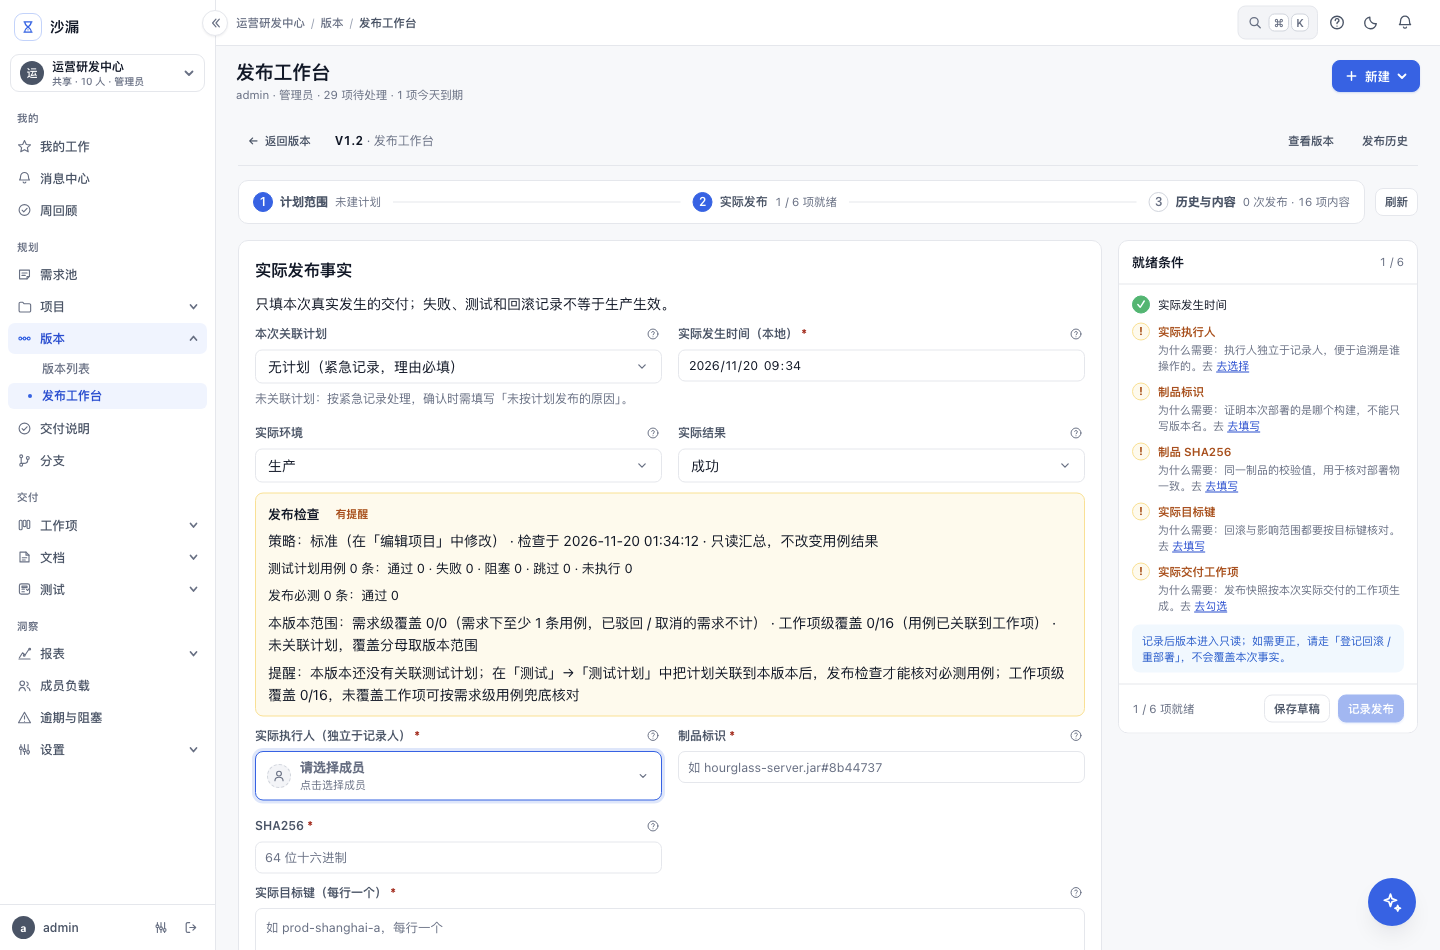 沙漏
运
运营研发中心
共享 · 10 人 · 管理员
我的
我的工作
消息中心
周回顾
规划
需求池
项目
版本
版本列表
发布工作台
交付说明
分支
交付
工作项
文档
测试
洞察
报表
成员负载
逾期与阻塞
设置
a admin
运营研发中心 / 版本 / 发布工作台
⌘ K
发布工作台
admin · 管理员 · 29 项待处理 · 1 项今天到期
+ 新建
← 返回版本 V1.2 · 发布工作台
查看版本 发布历史
1 计划范围 未建计划
2 实际发布 1 / 6 项就绪
3 历史与内容 0 次发布 · 16 项内容
刷新
实际发布事实
只填本次真实发生的交付；失败、测试和回滚记录不等于生产生效。
本次关联计划
无计划（紧急记录，理由必填）
未关联计划：按紧急记录处理，确认时需填写「未按计划发布的原因」。
实际发生时间（本地） *
2026/11/20 09:34
实际环境
生产
实际结果
成功
发布检查 有提醒
策略：标准（在「编辑项目」中修改） · 检查于 2026-11-20 01:34:12 · 只读汇总，不改变用例结果
测试计划用例 0 条：通过 0 · 失败 0 · 阻塞 0 · 跳过 0 · 未执行 0
发布必测 0 条：通过 0
本版本范围：需求级覆盖 0/0（需求下至少 1 条用例，已驳回 / 取消的需求不计） · 工作项级覆盖 0/16（用例已关联到工作项） ·
未关联计划，覆盖分母取版本范围
提醒：本版本还没有关联测试计划；在「测试」→「测试计划」中把计划关联到本版本后，发布检查才能核对必测用例；工作项级
覆盖 0/16，未覆盖工作项可按需求级用例兜底核对
实际执行人（独立于记录人） *
请选择成员
点击选择成员
制品标识 *
如 hourglass-server.jar#8b44737
SHA256 *
64 位十六进制
实际目标键（每行一个） *
如 prod-shanghai-a，每行一个
就绪条件 1 / 6
实际发生时间
! 实际执行人
为什么需要：执行人独立于记录人，便于追溯是谁
操作的。去 去选择
! 制品标识
为什么需要：证明本次部署的是哪个构建，不能只
写版本名。去 去填写
! 制品 SHA256
为什么需要：同一制品的校验值，用于核对部署物
一致。去 去填写
! 实际目标键
为什么需要：回滚与影响范围都要按目标键核对。
去 去填写
! 实际交付工作项
为什么需要：发布快照按本次实际交付的工作项生
成。去 去勾选
记录后版本进入只读；如需更正，请走「登记回滚 /
重部署」，不会覆盖本次事实。
1 / 6 项就绪 保存草稿 记录发布